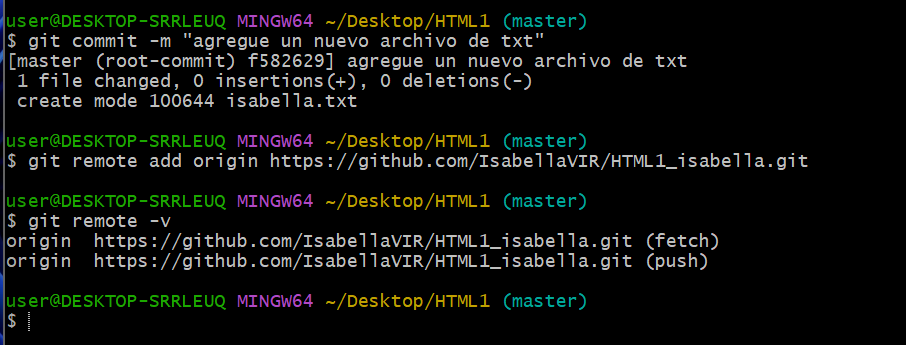 user@DESKTOP-SRRLEUQ MINGW64 ~/Desktop/HTML1 (master)
$ git commit -m "agregue un nuevo archivo de txt"
[master (root-commit) f582629] agregue un nuevo archivo de txt
 1 file changed, 0 insertions(+), 0 deletions(-)
 create mode 100644 isabella.txt

user@DESKTOP-SRRLEUQ MINGW64 ~/Desktop/HTML1 (master)
$ git remote add origin https://github.com/IsabellaVIR/HTML1_isabella.git

user@DESKTOP-SRRLEUQ MINGW64 ~/Desktop/HTML1 (master)
$ git remote -v
origin  https://github.com/IsabellaVIR/HTML1_isabella.git (fetch)
origin  https://github.com/IsabellaVIR/HTML1_isabella.git (push)

user@DESKTOP-SRRLEUQ MINGW64 ~/Desktop/HTML1 (master)
$